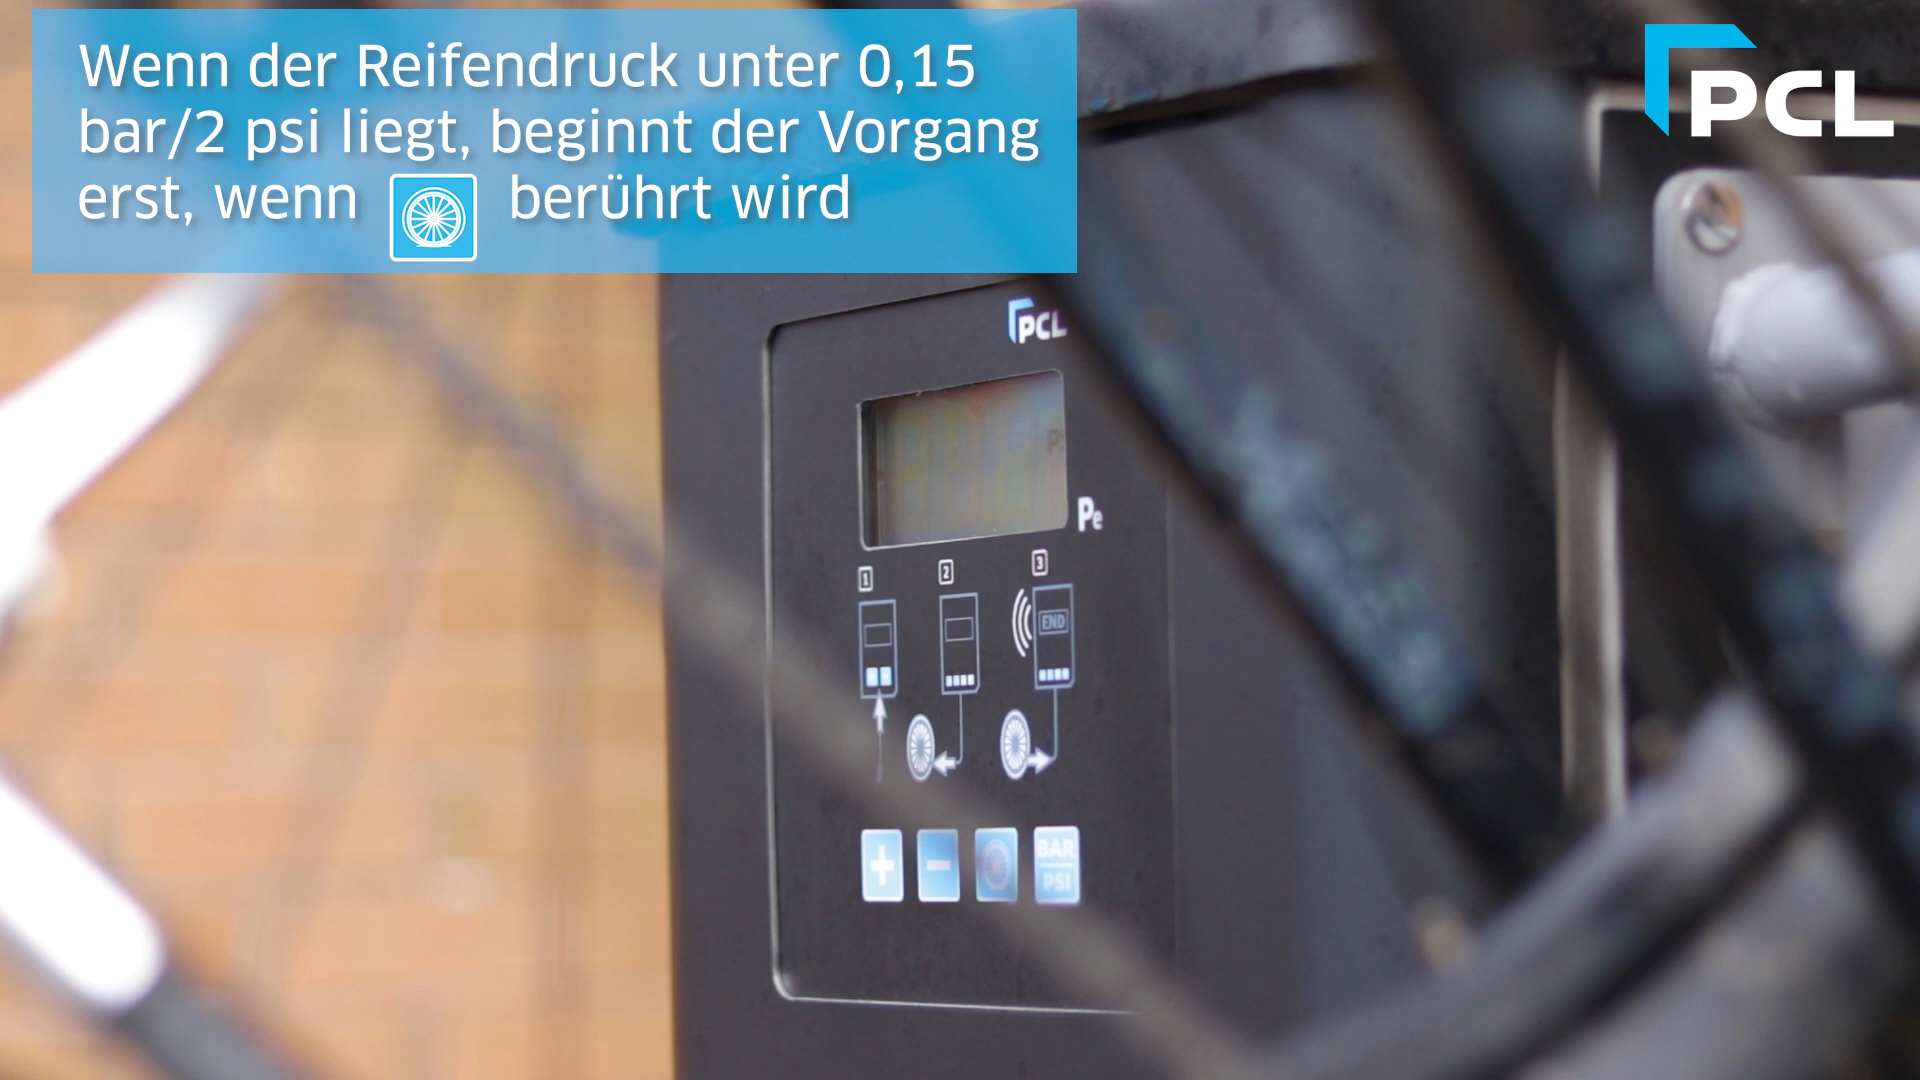 Wenn der Reifendruck unter 0,15
bar/2 psi liegt, beginnt der Vorgang
erst, wenn berührt wird
PCL
PCL
Pe
1 2 3
END
+ -
BAR
PSI